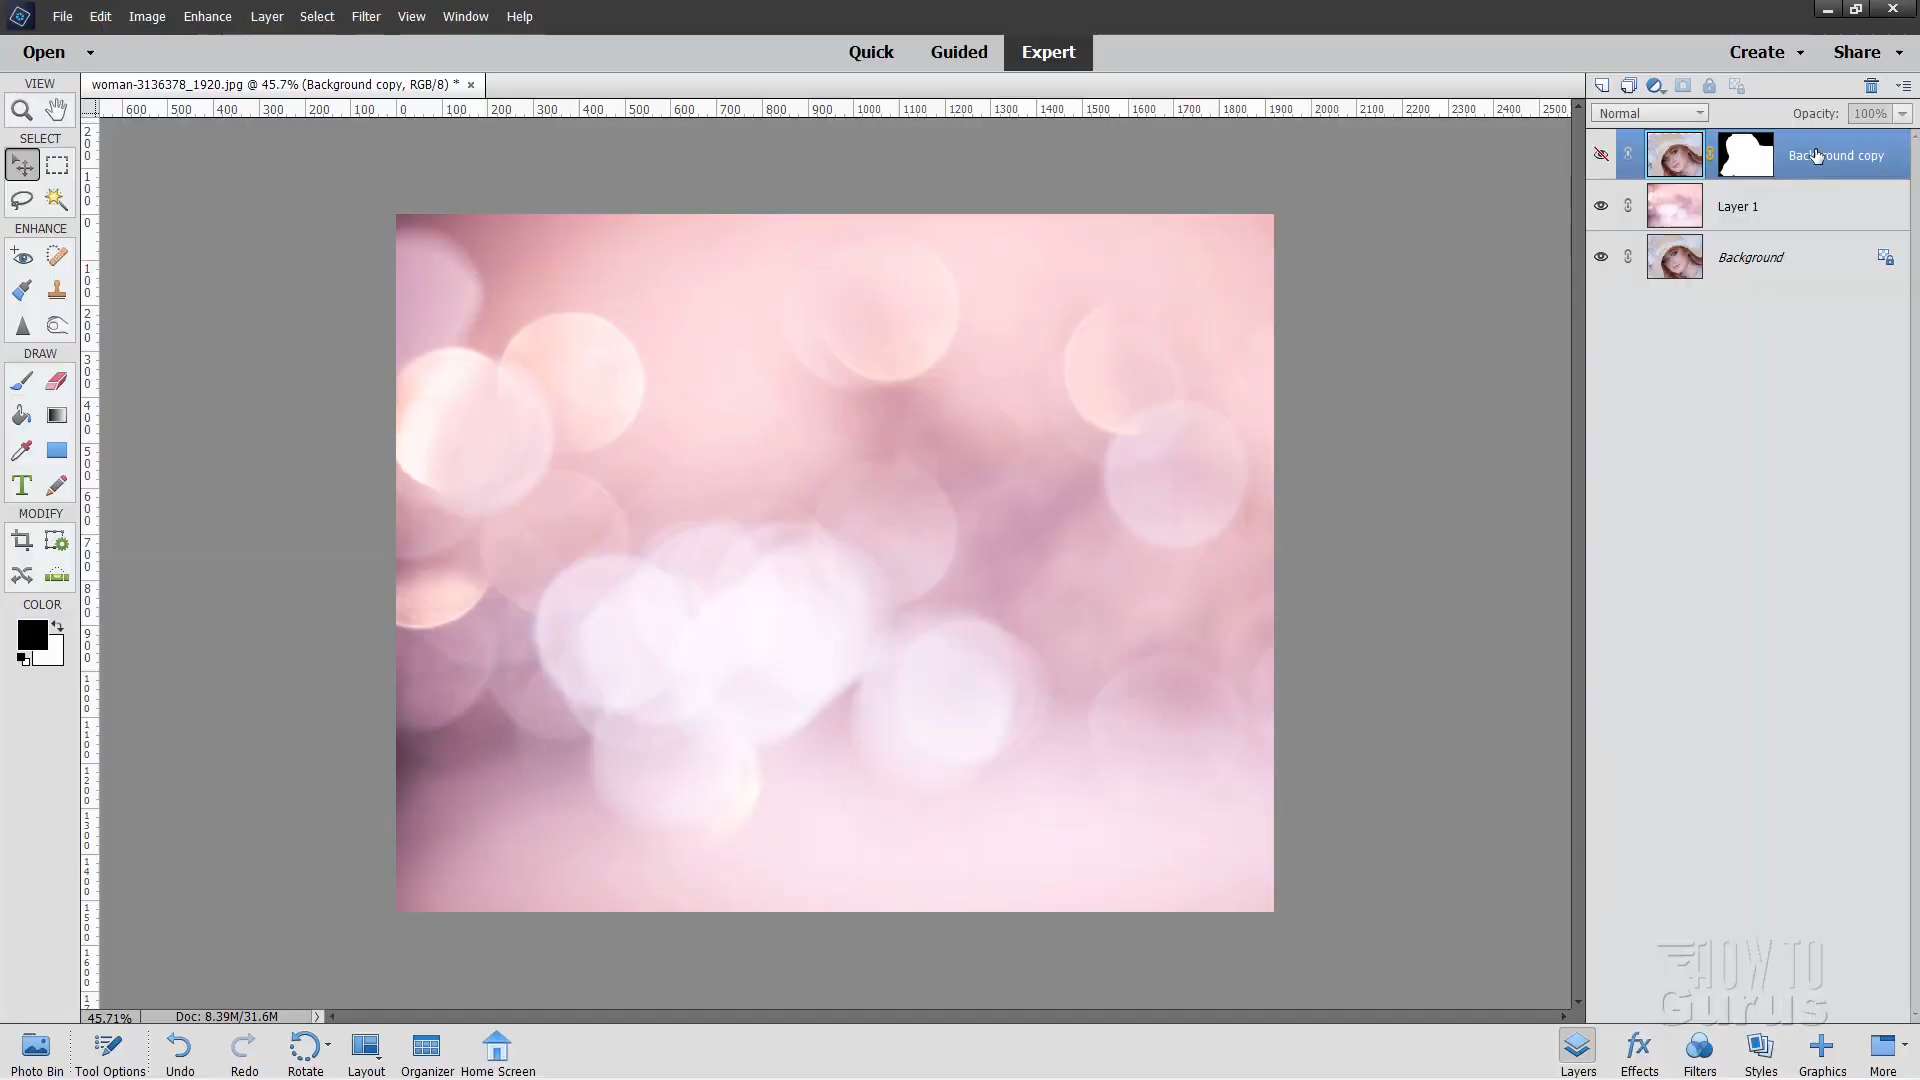 File Edit Image Enhance Layer Select Filter View Window Help
Open Quick Guided Expert Create Share
VIEW
woman-3136378_1920.jpg @ 45.7% (Background copy, RGB/8) * ×
600 500 400 300 200 100 0 100 200 300 400 500 600 700 800 900 1000 1100 1200 1300 1400 1500 1600 1700 1800 1900 2000 2100 2200 2300 2400 2500
Normal Opacity: 100%
SELECT
Background copy
Layer 1
ENHANCE
Background
DRAW
MODIFY
COLOR
HOW TO
Gurus
45.71% Doc: 8.39M/31.6M
Photo Bin Tool Options Undo Redo Rotate Layout Organizer Home Screen Layers Effects Filters Styles Graphics More